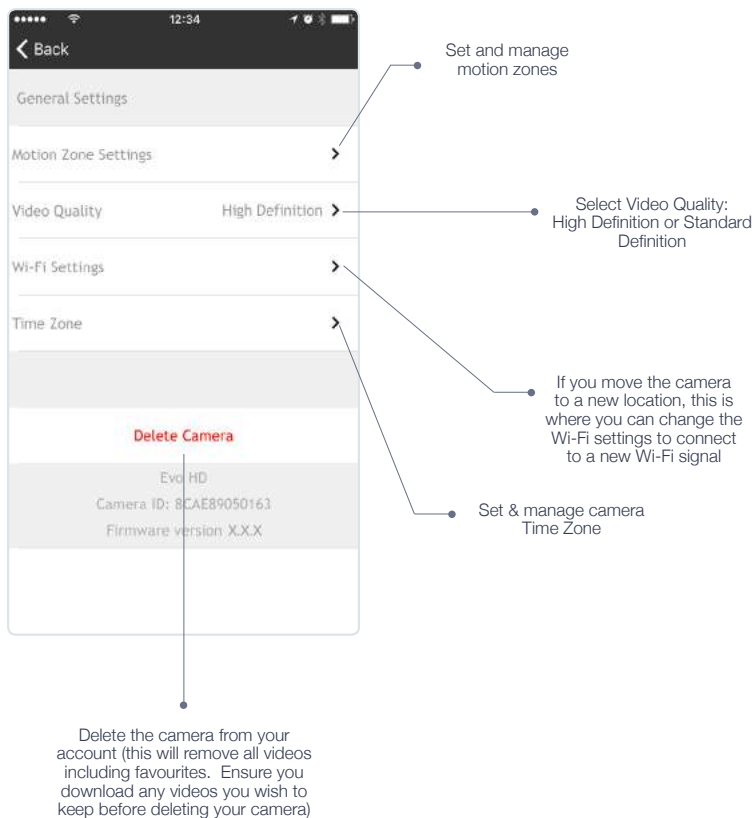 12:34
Back
General Settings
Motion Zone Settings
Video Quality High Definition
Wi-Fi Settings
Time Zone
Delete Camera
Evo HD
Camera ID: 8CAE89050163
Firmware version X.X.X
Set and manage
motion zones
Select Video Quality:
High Definition or Standard
Definition
If you move the camera
to a new location, this is
where you can change the
Wi-Fi settings to connect
to a new Wi-Fi signal
Set & manage camera
Time Zone
Delete the camera from your
account (this will remove all videos
including favourites. Ensure you
download any videos you wish to
keep before deleting your camera)